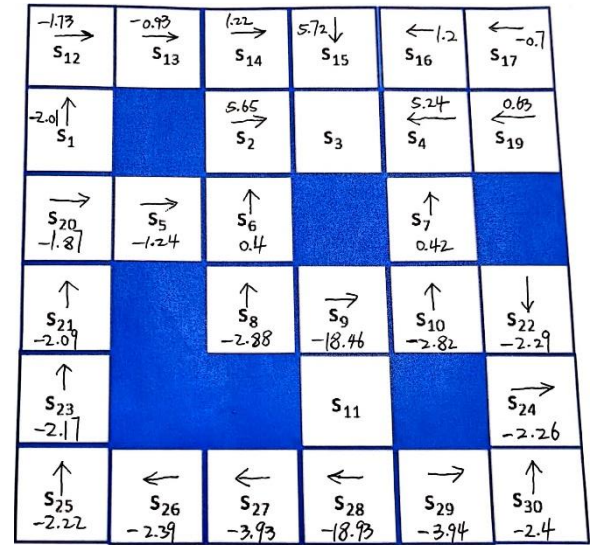 -1.73 → S12
-0.93 → S13
1.22 → S14
5.72 ↓ S15
← -1.2 S16
← -0.7 S17
-2.01 ↑ S1
5.65 → S2
S3
5.24 ← S4
0.63 ← S19
→ S20 -1.87
→ S5 -1.24
↑ S6 0.4
↑ S7 0.42
↑ S21 -2.09
↑ S8 -2.88
→ S9 -18.46
↑ S10 -2.82
↓ S22 -2.29
↑ S23 -2.17
S11
→ S24 -2.26
↑ S25 -2.22
← S26 -2.39
← S27 -3.93
← S28 -18.93
→ S29 -3.94
↑ S30 -2.4